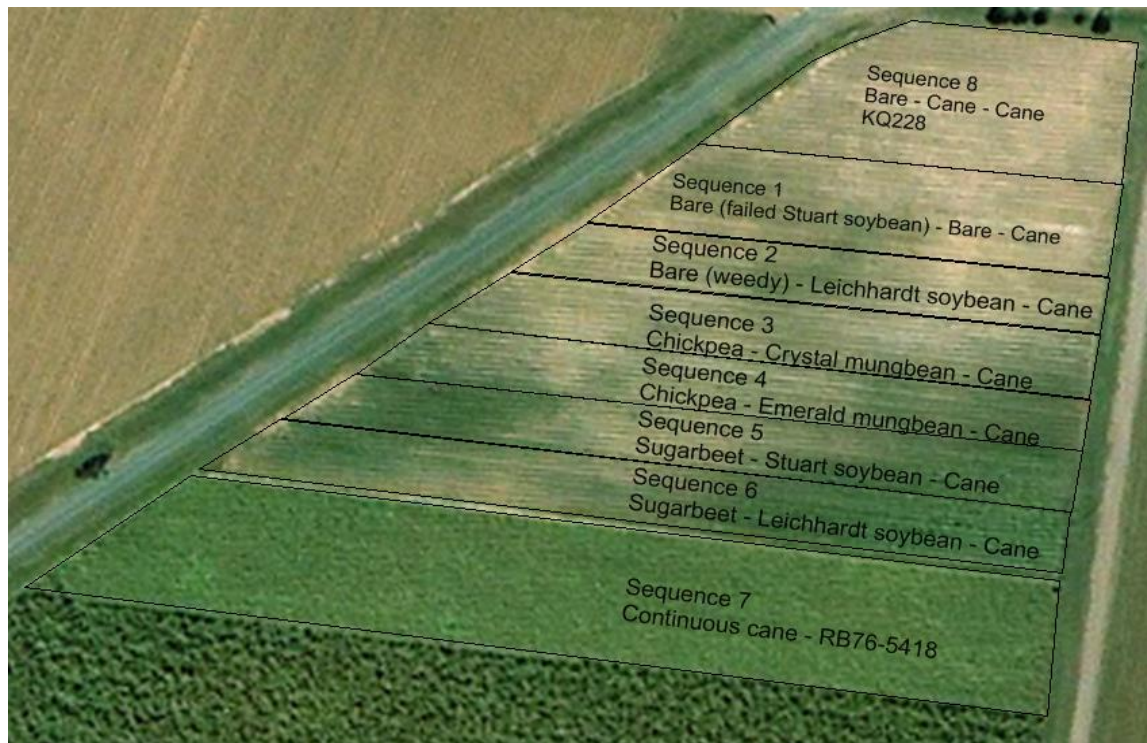 Sequence 8
Bare - Cane - Cane
KQ228
Sequence 1
Bare (failed Stuart soybean) - Bare - Cane
Sequence 2
Bare (weedy) - Leichhardt soybean - Cane
Sequence 3
Chickpea - Crystal mungbean - Cane
Sequence 4
Chickpea - Emerald mungbean - Cane
Sequence 5
Sugarbeet - Stuart soybean - Cane
Sequence 6
Sugarbeet - Leichhardt soybean - Cane
Sequence 7
Continuous cane - RB76-5418